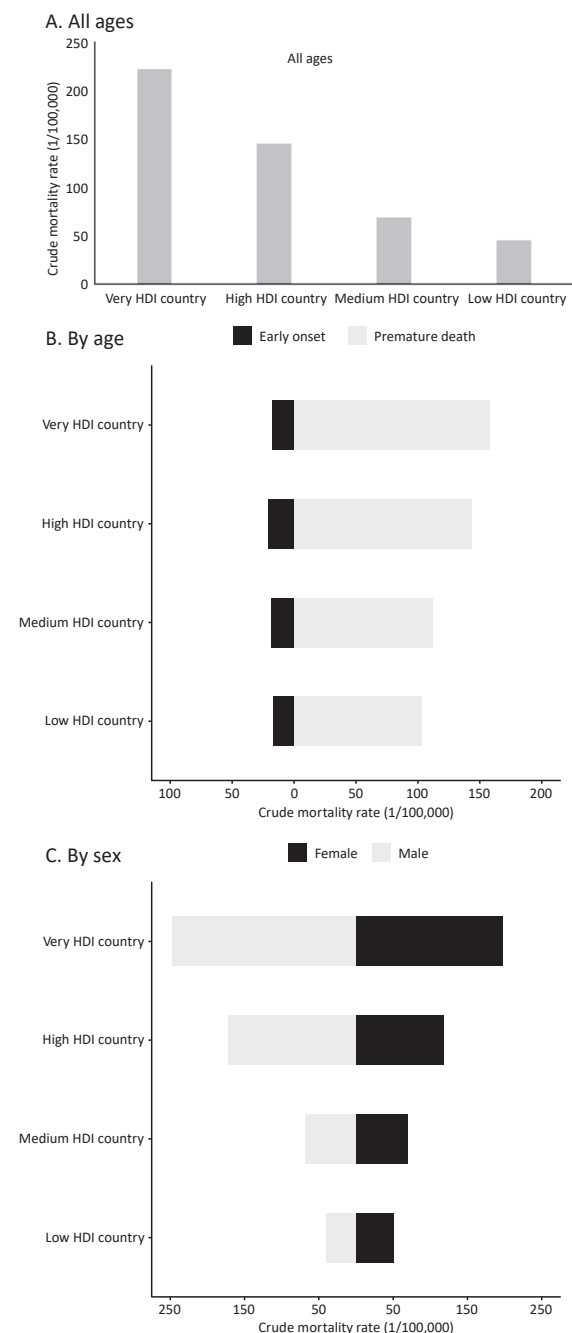 A. All ages
All ages
Crude mortality rate (1/100,000)
250
200
150
100
50
0
Very HDI country High HDI country Medium HDI country Low HDI country
B. By age
Early onset Premature death
Very HDI country
High HDI country
Medium HDI country
Low HDI country
100 50 0 50 100 150 200
Crude mortality rate (1/100,000)
C. By sex
Female Male
Very HDI country
High HDI country
Medium HDI country
Low HDI country
250 150 50 50 150 250
Crude mortality rate (1/100,000)